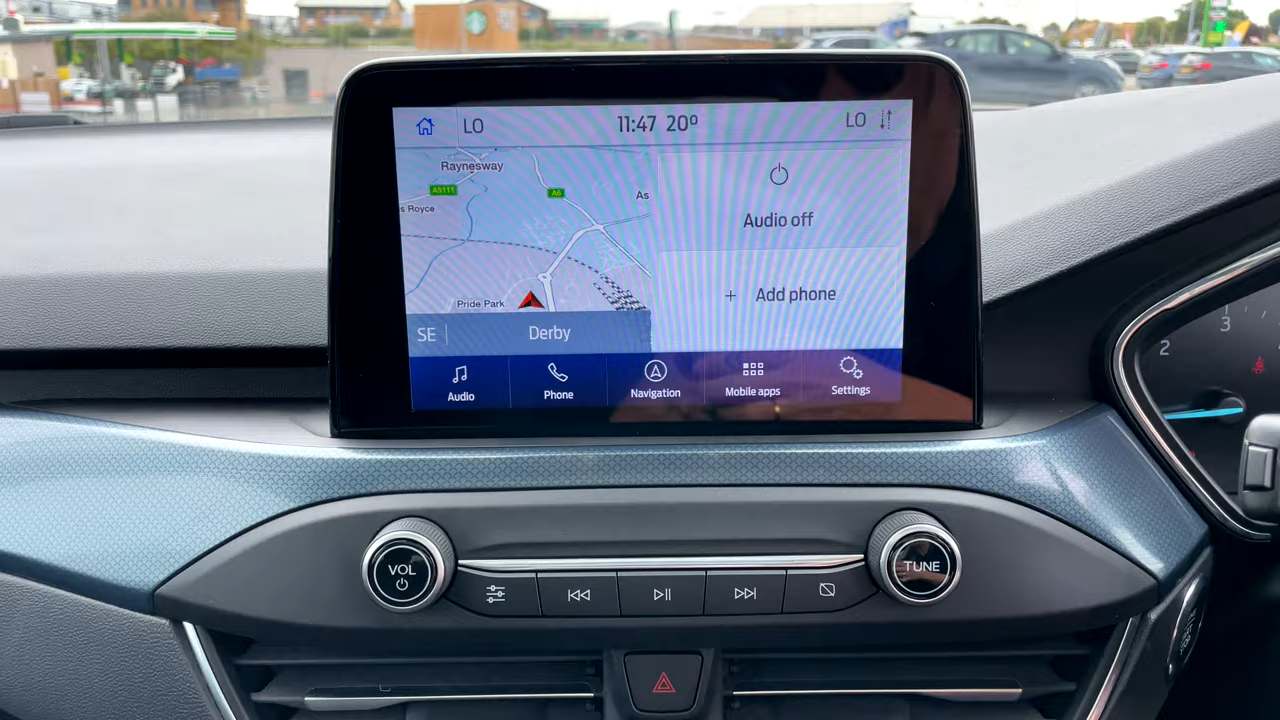 LO
11:47 20º
LO
Raynesway
A5111
A6
As
s Royce
Pride Park
SE
Derby
Audio off
+ Add phone
Audio
Phone
Navigation
Mobile apps
Settings
2
3
VOL
TUNE